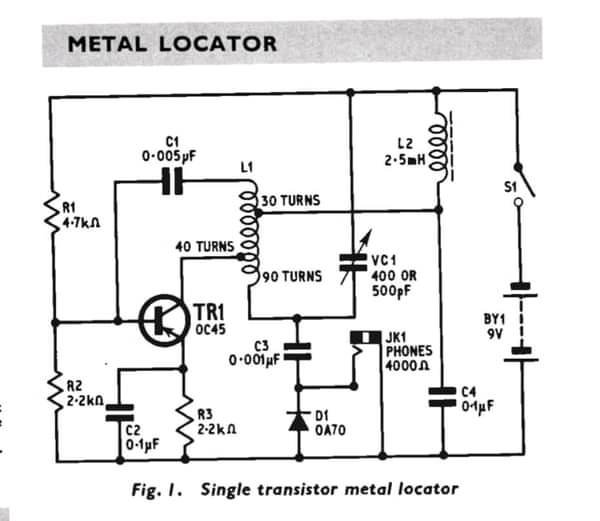 METAL LOCATOR
C1
0·005µF
L1
L2
2·5mH
S1
30 TURNS
R1
4·7kΩ
40 TURNS
VC1
400 OR
500pF
90 TURNS
TR1
OC45
BY1
9V
C3
0·001µF
JK1
PHONES
4000Ω
R2
2·2kΩ
C4
0·1µF
R3
2·2kΩ
D1
OA70
C2
0·1µF
Fig. 1. Single transistor metal locator